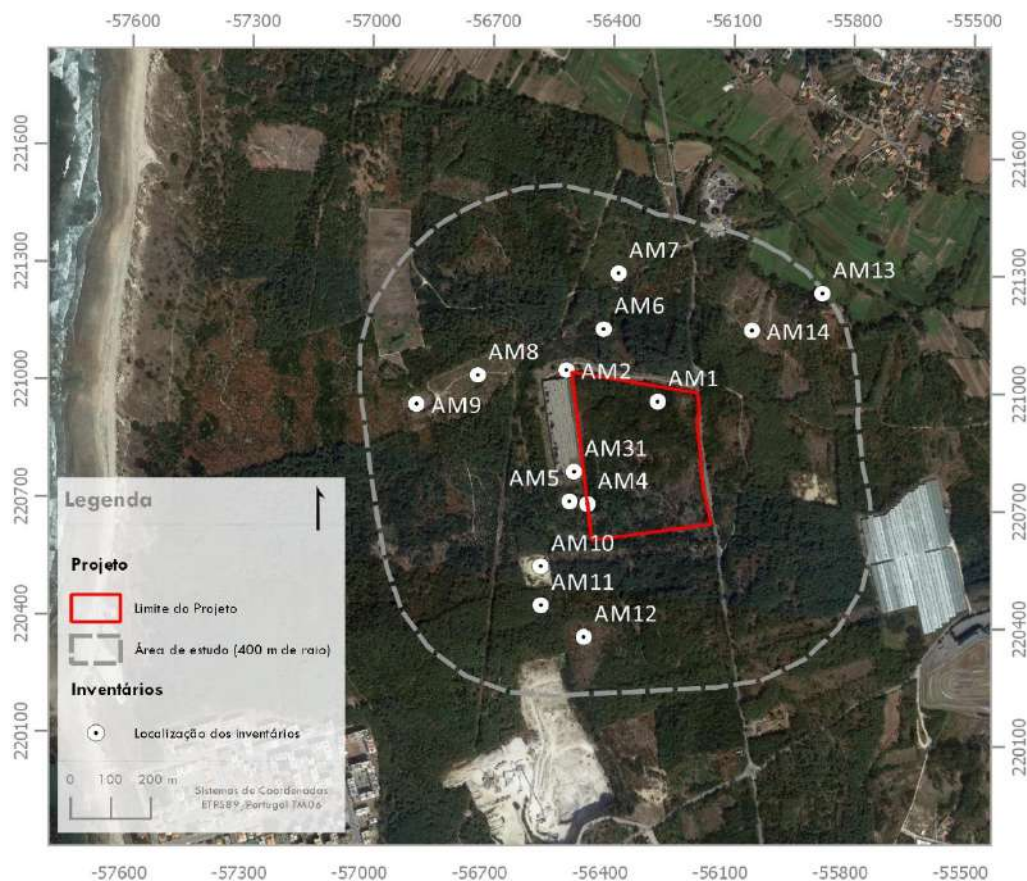 -57600 -57300 -57000 -56700 -56400 -56100 -55800 -55500
221600
221300
221000
220700
220400
220100
221600
221300
221000
220700
220400
220100
AM7
AM13
AM6
AM14
AM8
AM2
AM1
AM9
AM31
AM5
AM4
AM10
AM11
AM12
Legenda
Projeto
Limite do Projeto
Área de estudo (400 m de raio)
Inventários
Localização dos inventários
0 100 200 m
Sistemas de Coordenadas
ETRS89/Portugal TM06
-57600 -57300 -57000 -56700 -56400 -56100 -55800 -55500